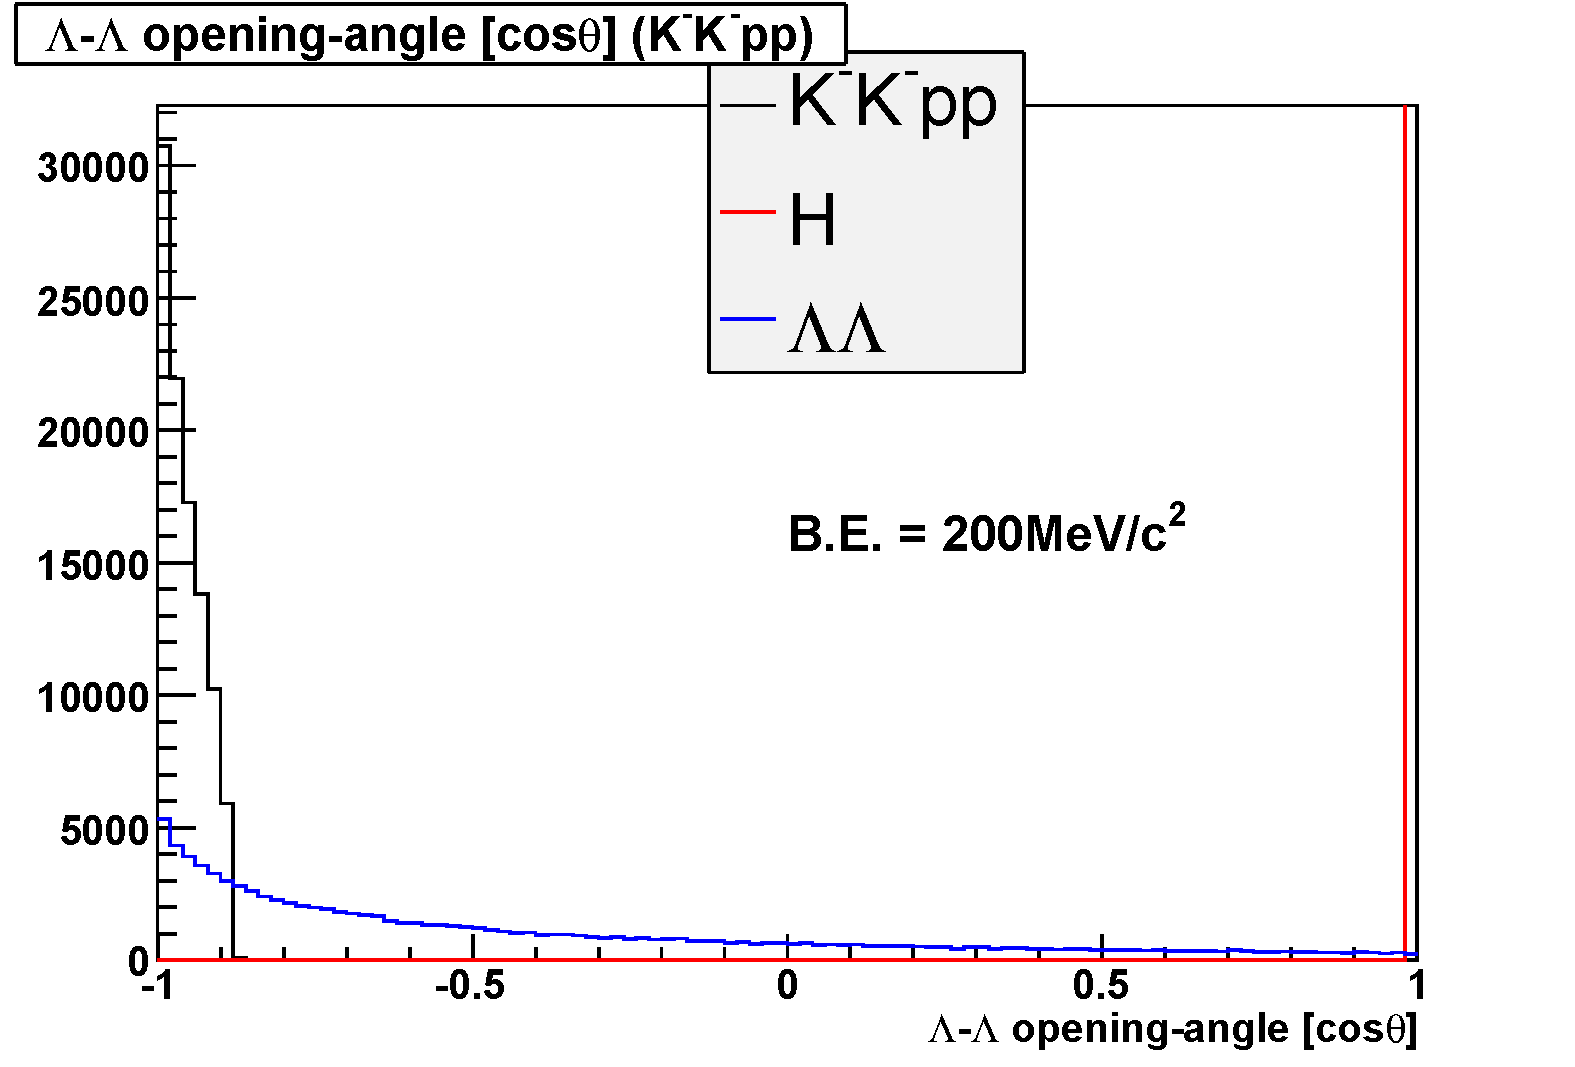 Λ-Λ opening-angle [cosθ] (K⁻K⁻pp)
K⁻K⁻pp
H
ΛΛ
30000
25000
20000
15000
10000
5000
0
B.E. = 200MeV/c²
-1 -0.5 0 0.5 1
Λ-Λ opening-angle [cosθ]